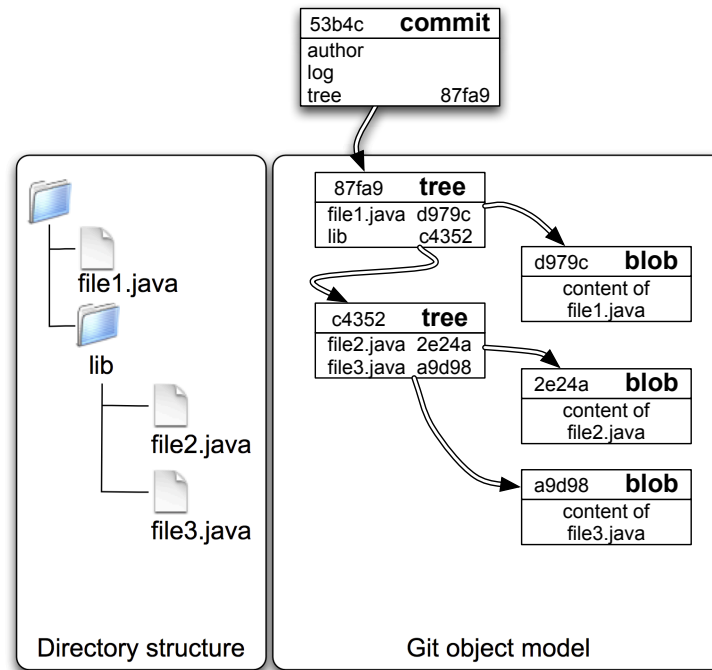 53b4c commit
author
log
tree 87fa9
file1.java
lib
file2.java
file3.java
Directory structure
87fa9 tree
file1.java d979c
lib c4352
d979c blob
content of
file1.java
c4352 tree
file2.java 2e24a
file3.java a9d98
2e24a blob
content of
file2.java
a9d98 blob
content of
file3.java
Git object model